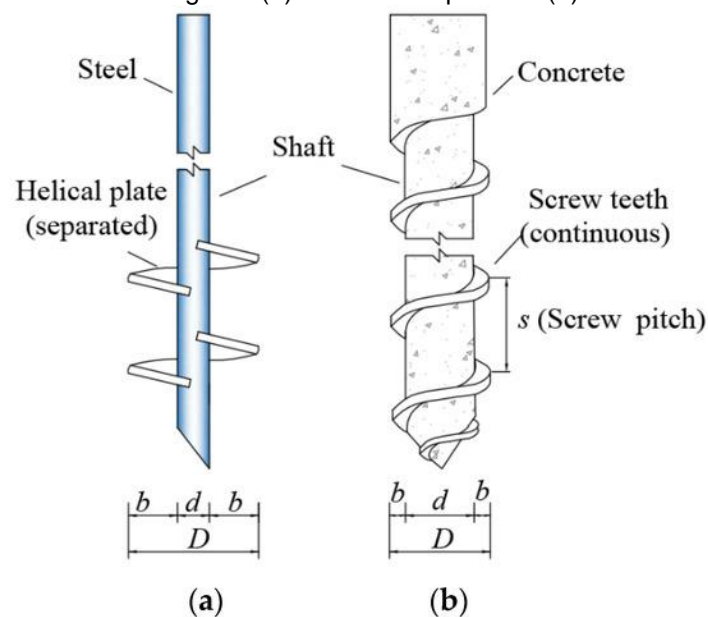 Steel
Concrete
Shaft
Helical plate
(separated)
Screw teeth
(continuous)
s (Screw pitch)
b d b
D
b d b
D
(a)
(b)